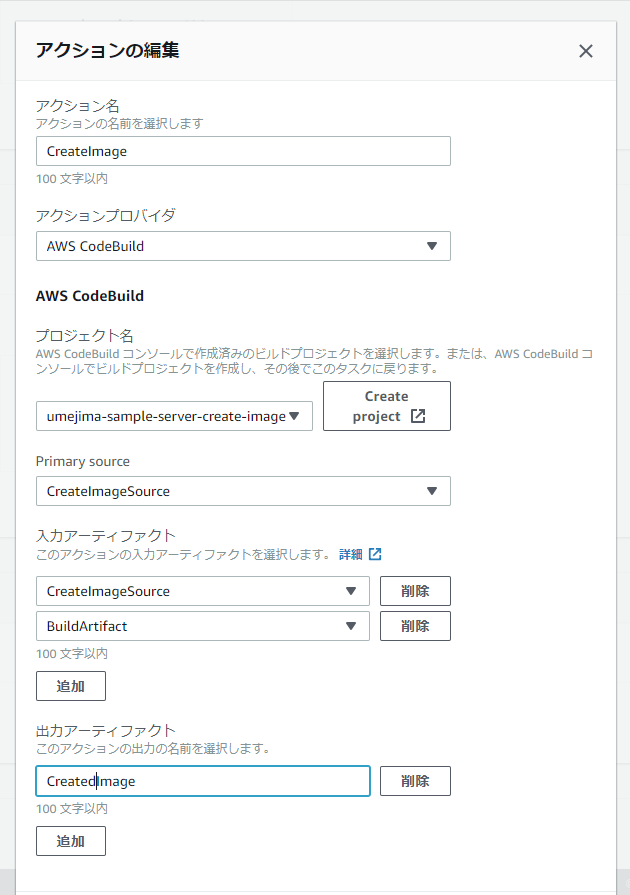 アクションの編集
アクション名
アクションの名前を選択します
CreateImage
100 文字以内
アクションプロバイダ
AWS CodeBuild
AWS CodeBuild
プロジェクト名
AWS CodeBuild コンソールで作成済みのビルドプロジェクトを選択します。または、AWS CodeBuild コ
ンソールでビルドプロジェクトを作成し、その後でこのタスクに戻ります。
umejima-sample-server-create-image
Create
project
Primary source
CreateImageSource
入力アーティファクト
このアクションの入力アーティファクトを選択します。 詳細
CreateImageSource 削除
BuildArtifact 削除
100 文字以内
追加
出力アーティファクト
このアクションの出力の名前を選択します。
CreatedImage 削除
100 文字以内
追加